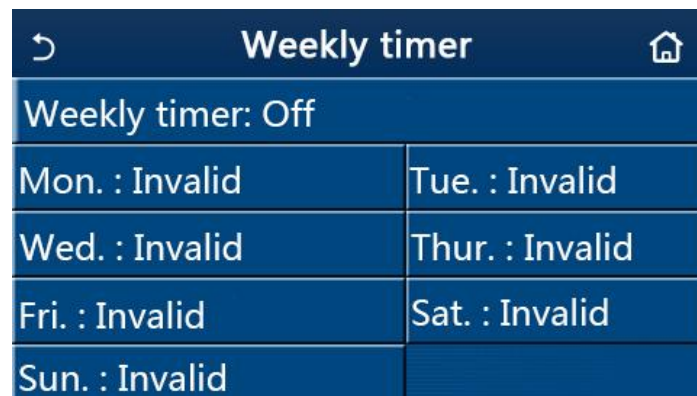 Weekly timer
Weekly timer: Off
Mon. : Invalid
Tue. : Invalid
Wed. : Invalid
Thur. : Invalid
Fri. : Invalid
Sat. : Invalid
Sun. : Invalid